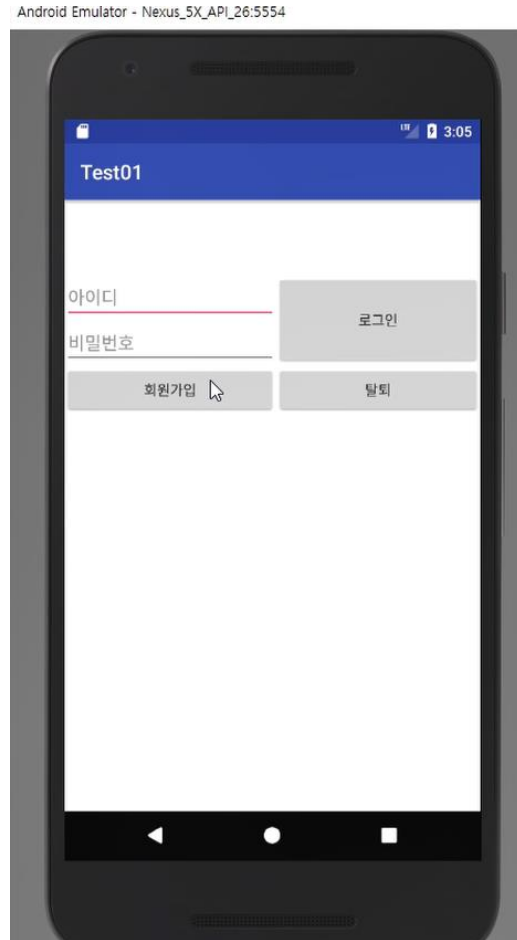 Android Emulator - Nexus_5X_API_26:5554
LTE 3:05
Test01
아이디
로그인
비밀번호
회원가입 탈퇴